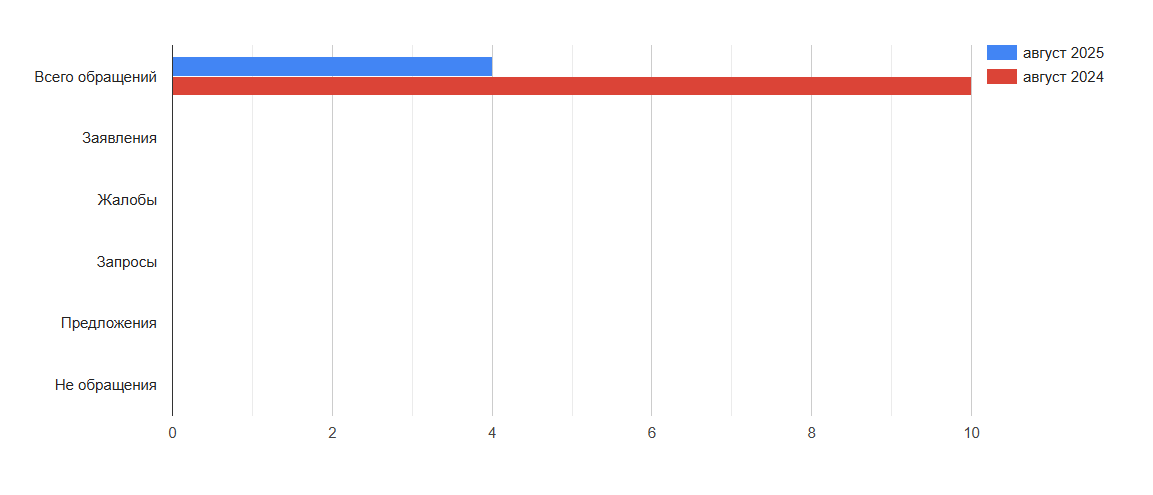 август 2025
август 2024
Всего обращений
Заявления
Жалобы
Запросы
Предложения
Не обращения
0 2 4 6 8 10